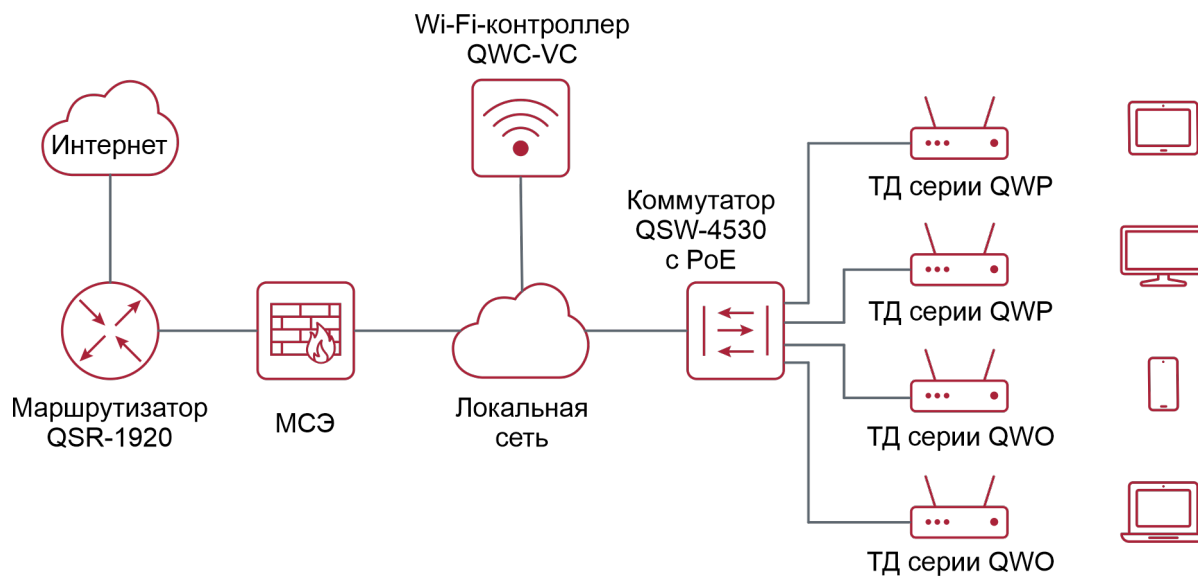 Wi-Fi-контроллер
QWC-VC
Интернет
Маршрутизатор
QSR-1920
МСЭ
Локальная
сеть
Коммутатор
QSW-4530
с PoE
ТД серии QWP
ТД серии QWP
ТД серии QWO
ТД серии QWO